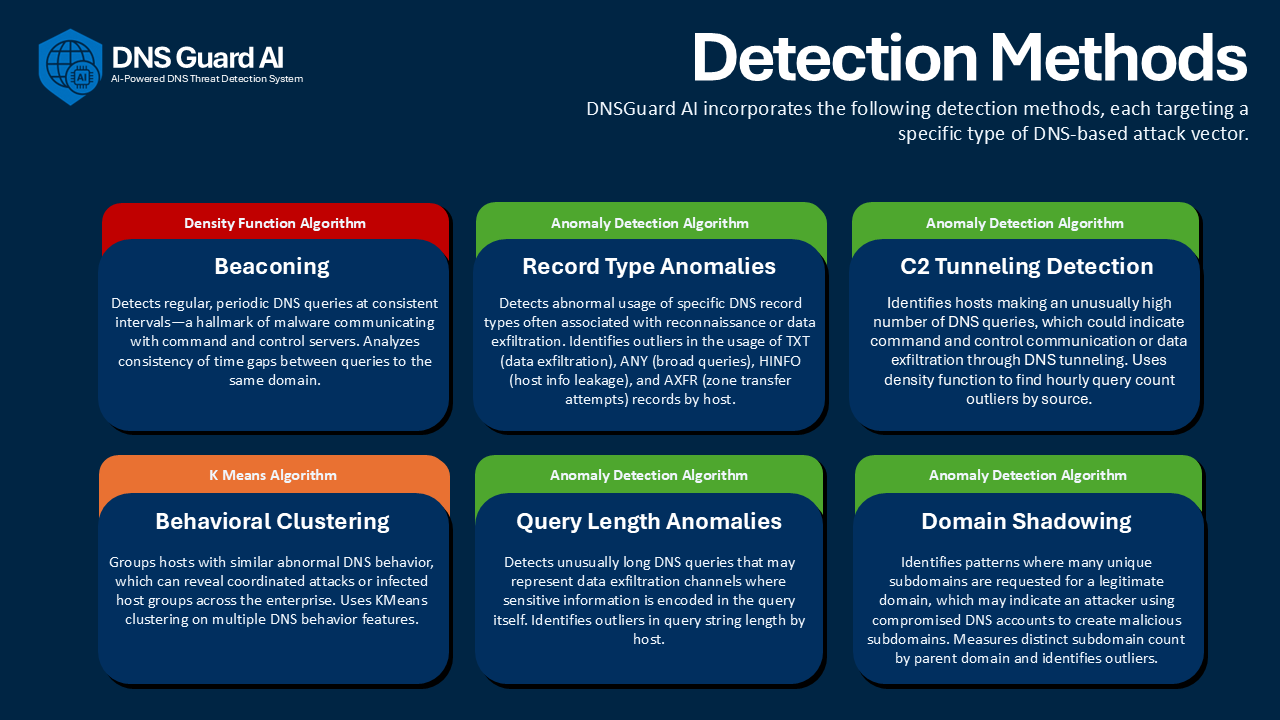 DNS Guard AI
AI-Powered DNS Threat Detection System
AI
Detection Methods
DNSGuard AI incorporates the following detection methods, each targeting a
specific type of DNS-based attack vector.
Density Function Algorithm
Beaconing
Detects regular, periodic DNS queries at consistent
intervals—a hallmark of malware communicating
with command and control servers. Analyzes
consistency of time gaps between queries to the
same domain.
Anomaly Detection Algorithm
Record Type Anomalies
Detects abnormal usage of specific DNS record
types often associated with reconnaissance or data
exfiltration. Identifies outliers in the usage of TXT
(data exfiltration), ANY (broad queries), HINFO
(host info leakage), and AXFR (zone transfer
attempts) records by host.
Anomaly Detection Algorithm
C2 Tunneling Detection
Identifies hosts making an unusually high
number of DNS queries, which could indicate
command and control communication or data
exfiltration through DNS tunneling. Uses
density function to find hourly query count
outliers by source.
K Means Algorithm
Behavioral Clustering
Groups hosts with similar abnormal DNS behavior,
which can reveal coordinated attacks or infected
host groups across the enterprise. Uses KMeans
clustering on multiple DNS behavior features.
Anomaly Detection Algorithm
Query Length Anomalies
Detects unusually long DNS queries that may
represent data exfiltration channels where
sensitive information is encoded in the query
itself. Identifies outliers in query string length by
host.
Anomaly Detection Algorithm
Domain Shadowing
Identifies patterns where many unique
subdomains are requested for a legitimate
domain, which may indicate an attacker using
compromised DNS accounts to create malicious
subdomains. Measures distinct subdomain count
by parent domain and identifies outliers.